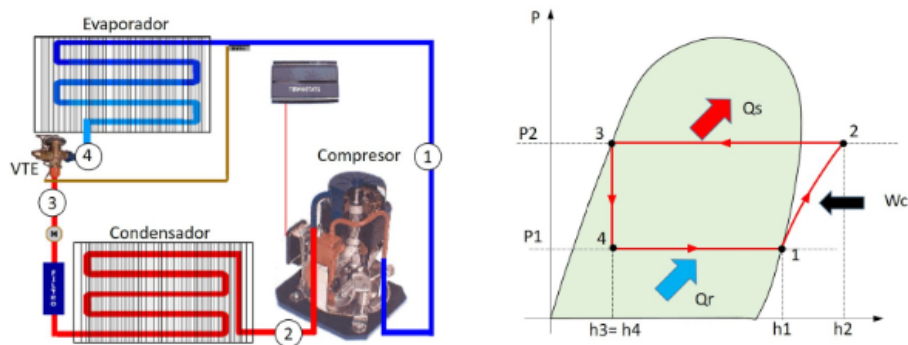 Evaporador
TERMOSTATO
4
VTE
Compresor
1
3
Condensador
FILTRO
2
P
Qs
P2
3
2
Wc
P1
4
1
Qr
h3= h4
h1
h2